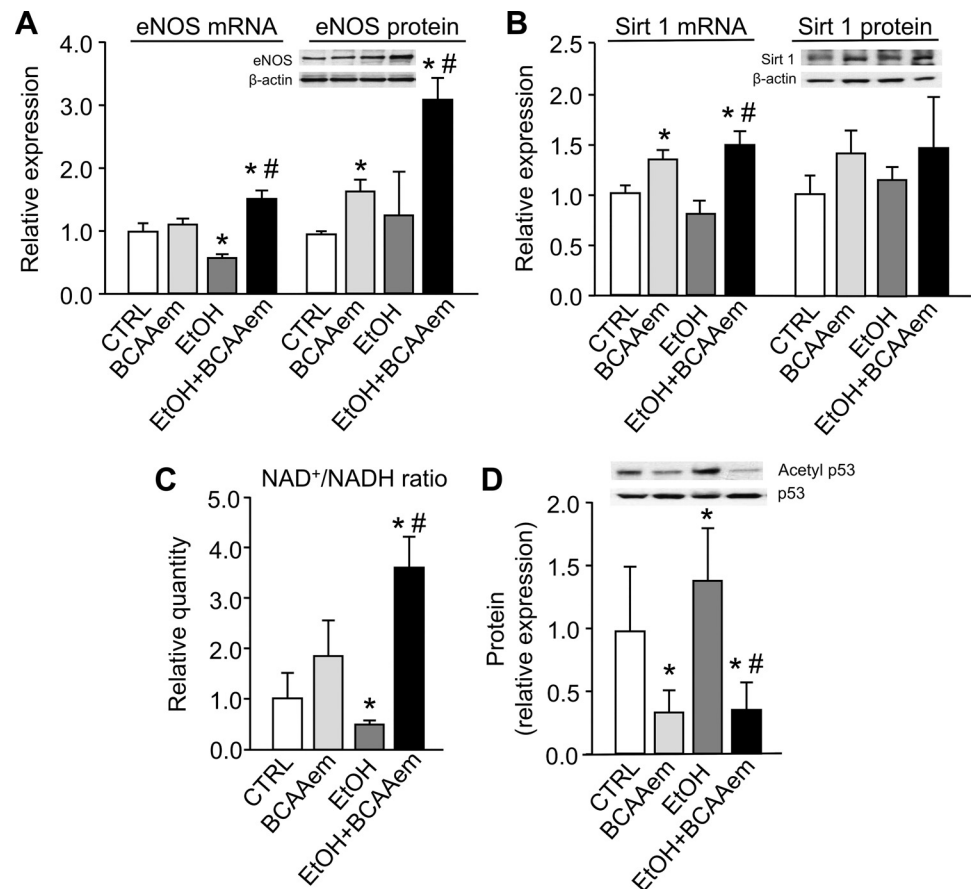 A
eNOS mRNA
eNOS protein
eNOS
β-actin
Relative expression
4.0
3.0
2.0
1.0
0.0
*
* #
*
* #
CTRL
BCAAem
EtOH
EtOH+BCAAem
CTRL
BCAAem
EtOH
EtOH+BCAAem
B
Sirt 1 mRNA
Sirt 1 protein
Sirt 1
β-actin
Relative expression
2.5
2.0
1.5
1.0
0.5
0.0
*
* #
CTRL
BCAAem
EtOH
EtOH+BCAAem
CTRL
BCAAem
EtOH
EtOH+BCAAem
C
NAD⁺/NADH ratio
Relative quantity
5.0
4.0
3.0
2.0
1.0
0.0
*
* #
CTRL
BCAAem
EtOH
EtOH+BCAAem
D
Acetyl p53
p53
Protein
(relative expression)
2.0
1.5
1.0
0.5
0.0
*
*
* #
CTRL
BCAAem
EtOH
EtOH+BCAAem